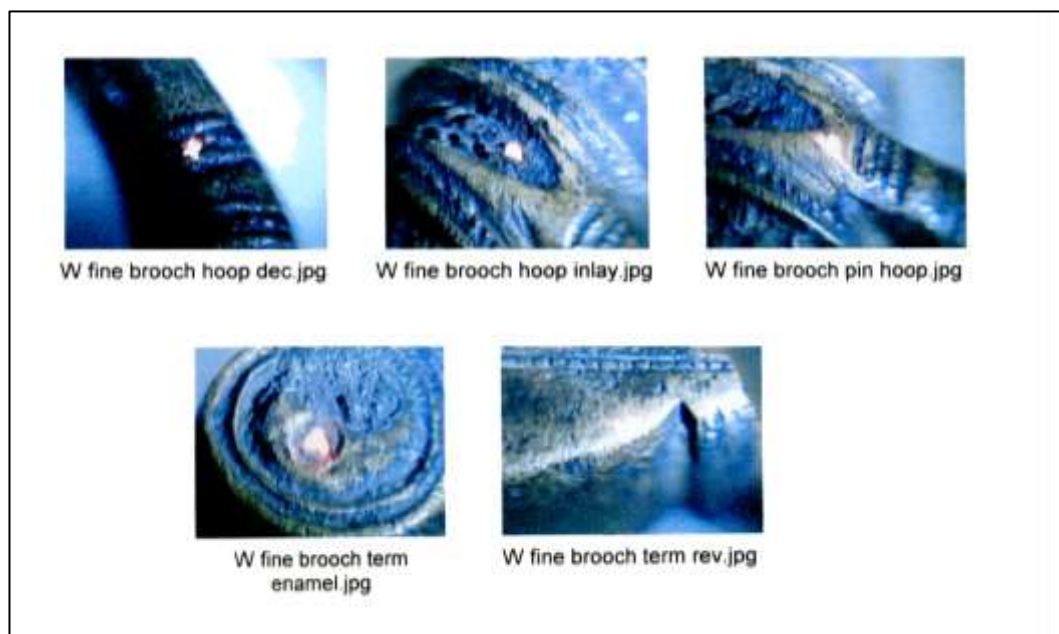 W fine brooch hoop dec.jpg
W fine brooch hoop inlay.jpg
W fine brooch pin hoop.jpg
W fine brooch term
enamel.jpg
W fine brooch term rev.jpg